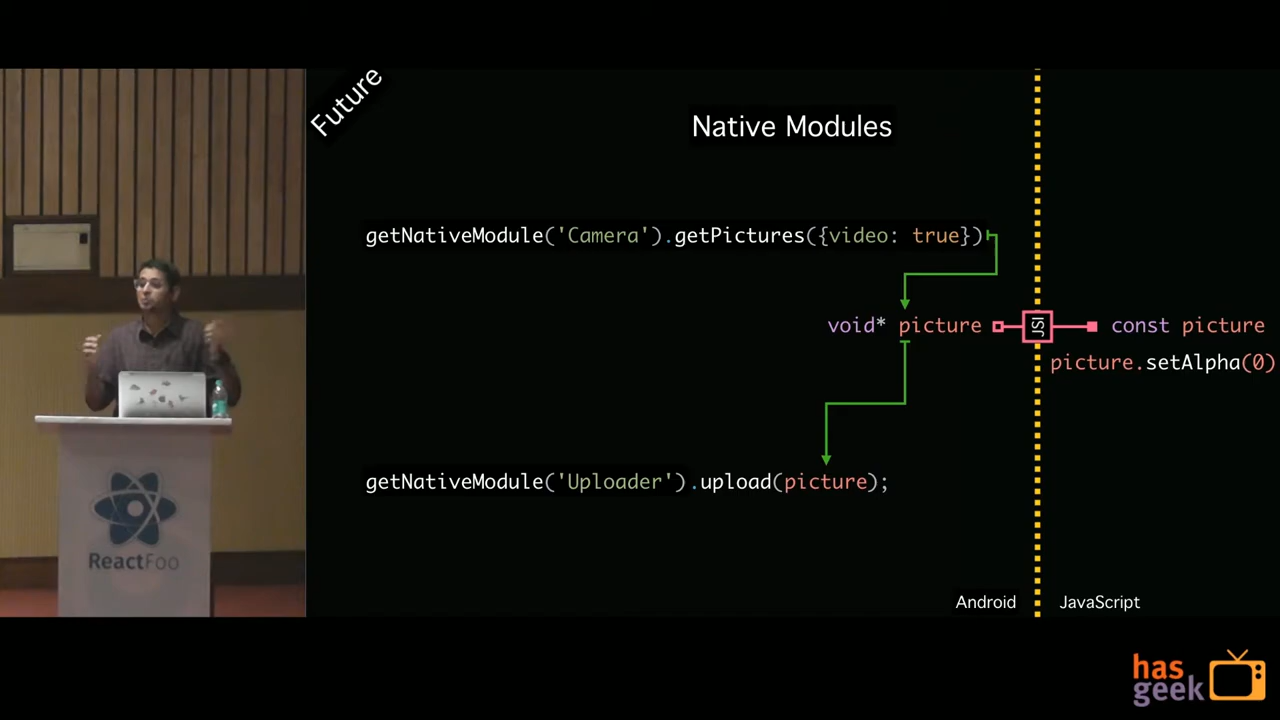 Future
Native Modules
getNativeModule('Camera').getPictures({video: true})
void* picture
JSI
const picture
picture.setAlpha(0)
getNativeModule('Uploader').upload(picture);
Android
JavaScript
ReactFoo
has
geek